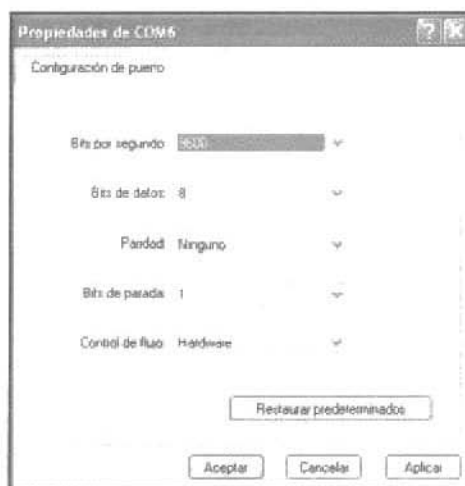 Propiedades de COM6
Configuración de puerto
Bits por segundo: 9600
Bits de datos: 8
Paridad: Ninguno
Bits de parada: 1
Control de flujo: Hardware
Restaurar predeterminados
Aceptar Cancelar Aplicar